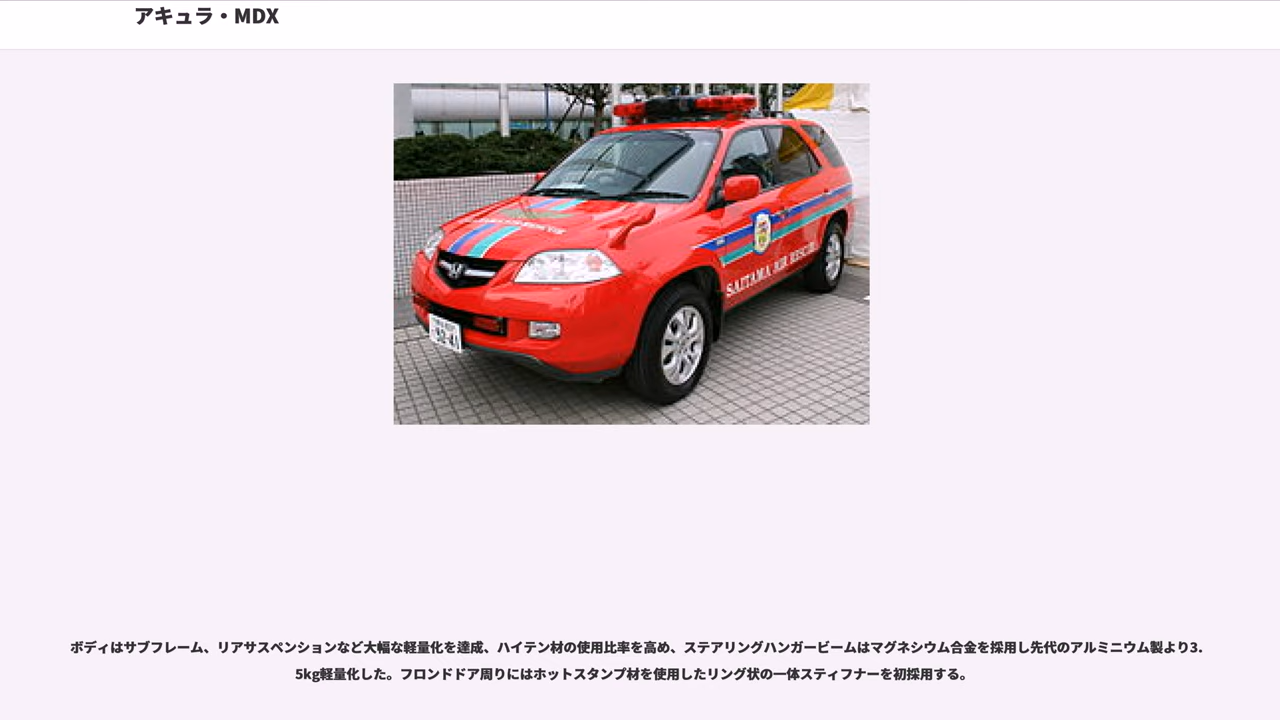 アキュラ・MDX
SAITAMA AIR RESCUE
ボディはサブフレーム、リアサスペンションなど大幅な軽量化を達成、ハイテン材の使用比率を高め、ステアリングハンガービームはマグネシウム合金を採用し先代のアルミニウム製より3.
5kg軽量化した。フロンドドア周りにはホットスタンプ材を使用したリング状の一体スティフナーを初採用する。